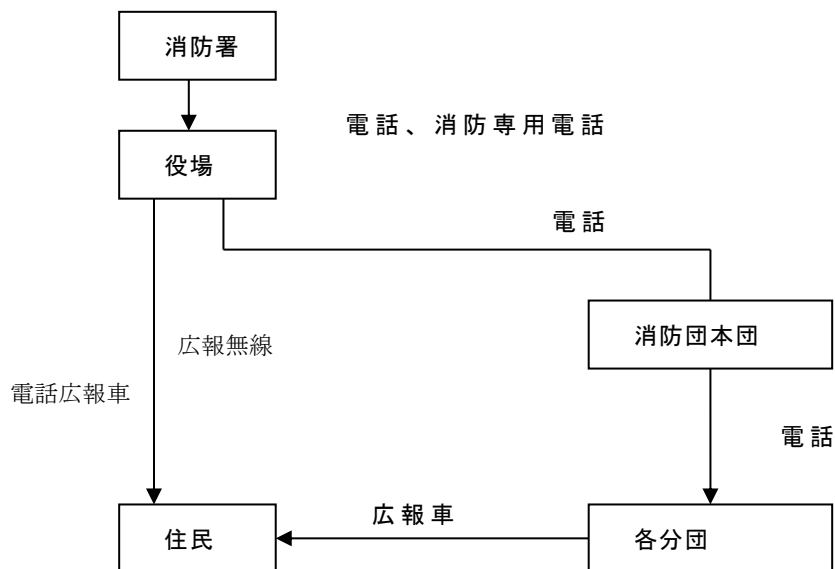 消防署
電話、消防専用電話
役場
電話
消防団本団
広報無線
電話広報車
電話
広報車
住民
各分団